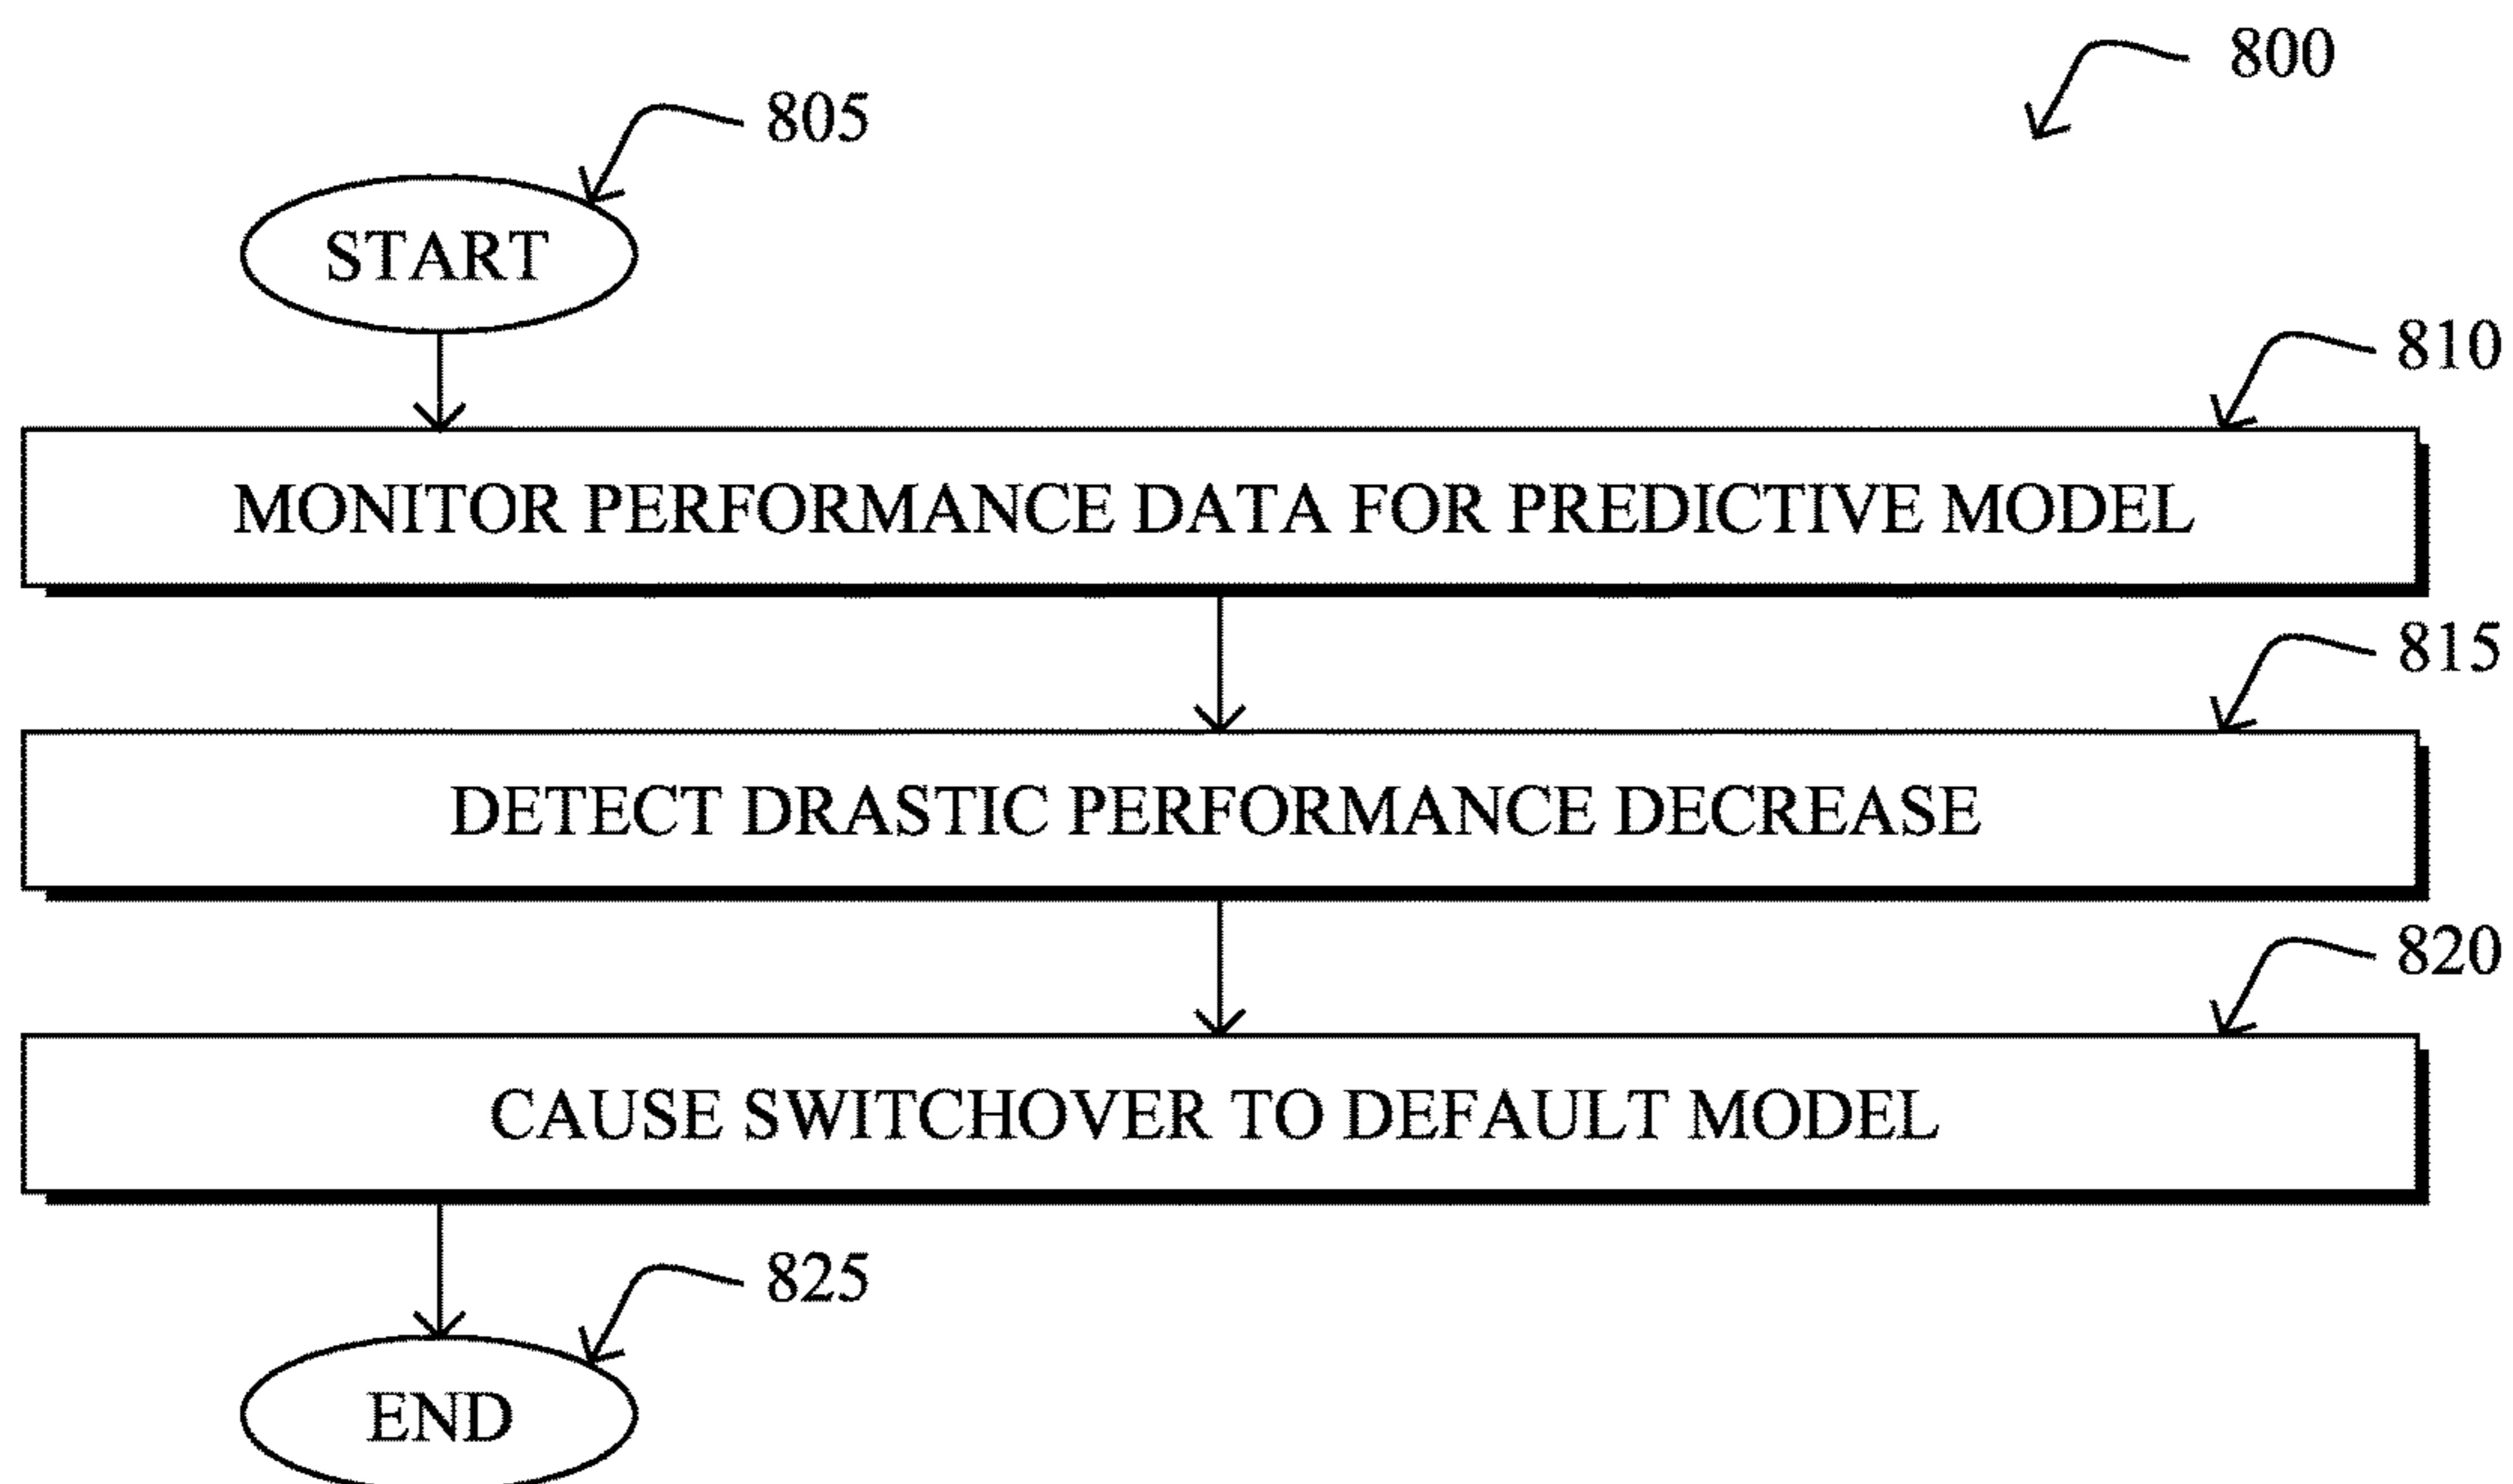 800
805
START
810
MONITOR PERFORMANCE DATA FOR PREDICTIVE MODEL
815
DETECT DRASTIC PERFORMANCE DECREASE
820
CAUSE SWITCHOVER TO DEFAULT MODEL
825
END